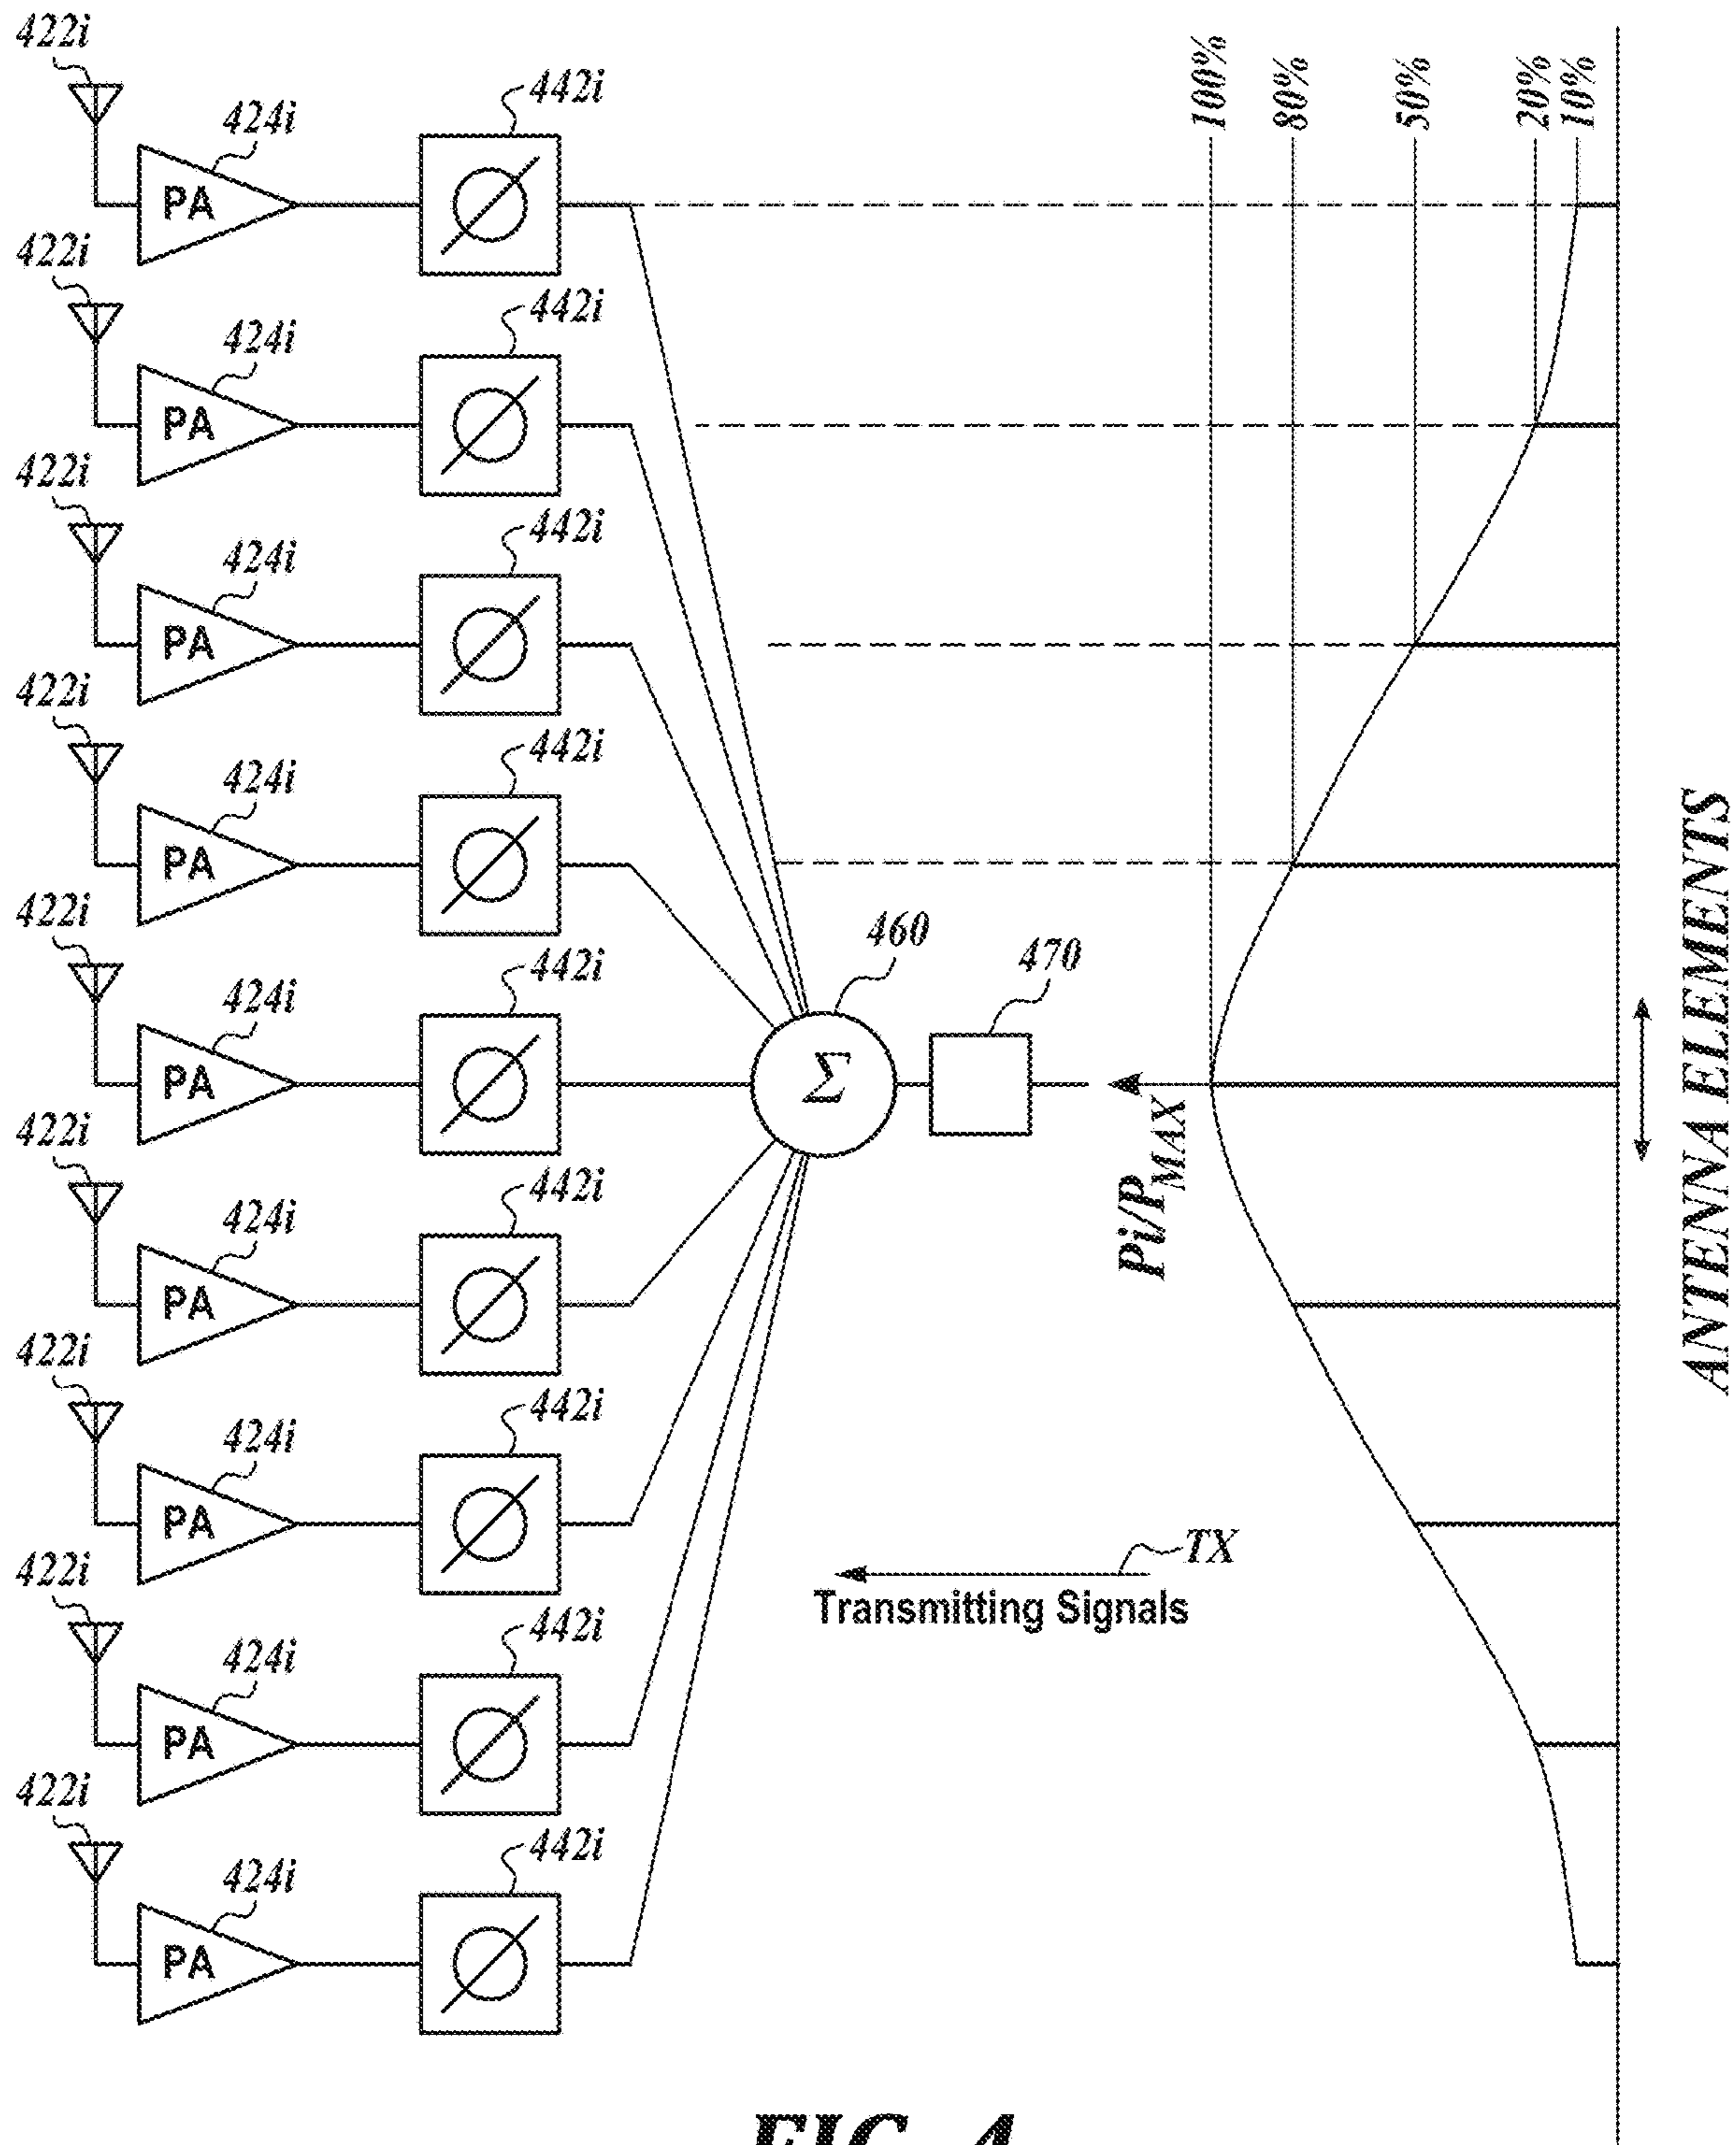 422i
424i
442i
PA
422i
424i
442i
PA
422i
424i
442i
PA
422i
424i
442i
PA
422i
424i
442i
PA
422i
424i
442i
PA
422i
424i
442i
PA
422i
424i
442i
PA
422i
424i
442i
PA
460
Σ
470
100%
80%
50%
20%
10%
Pi/PMAX
ANTENNA ELEMENTS
TX
Transmitting Signals
FIG. 4